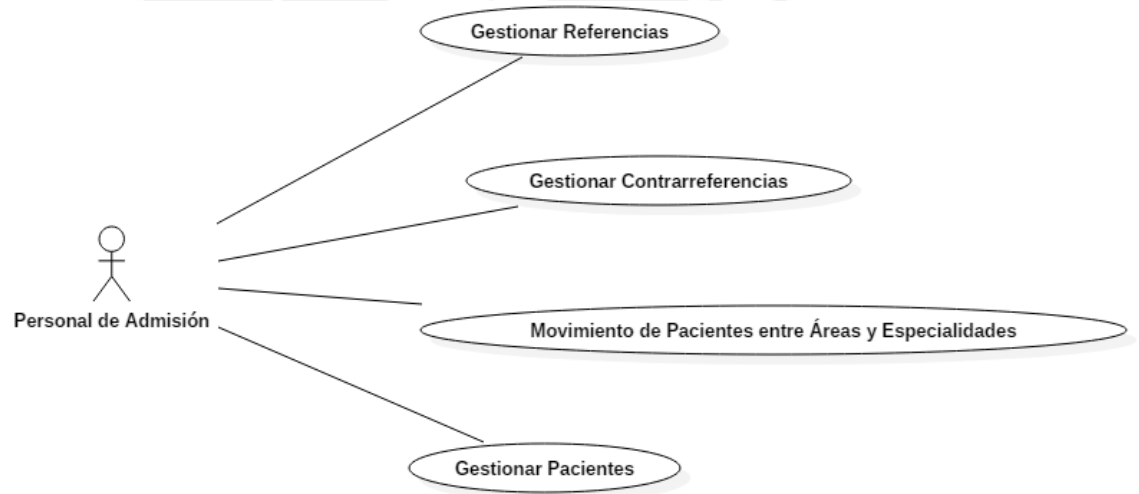 Gestionar Referencias
Gestionar Contrarreferencias
Personal de Admisión
Movimiento de Pacientes entre Áreas y Especialidades
Gestionar Pacientes